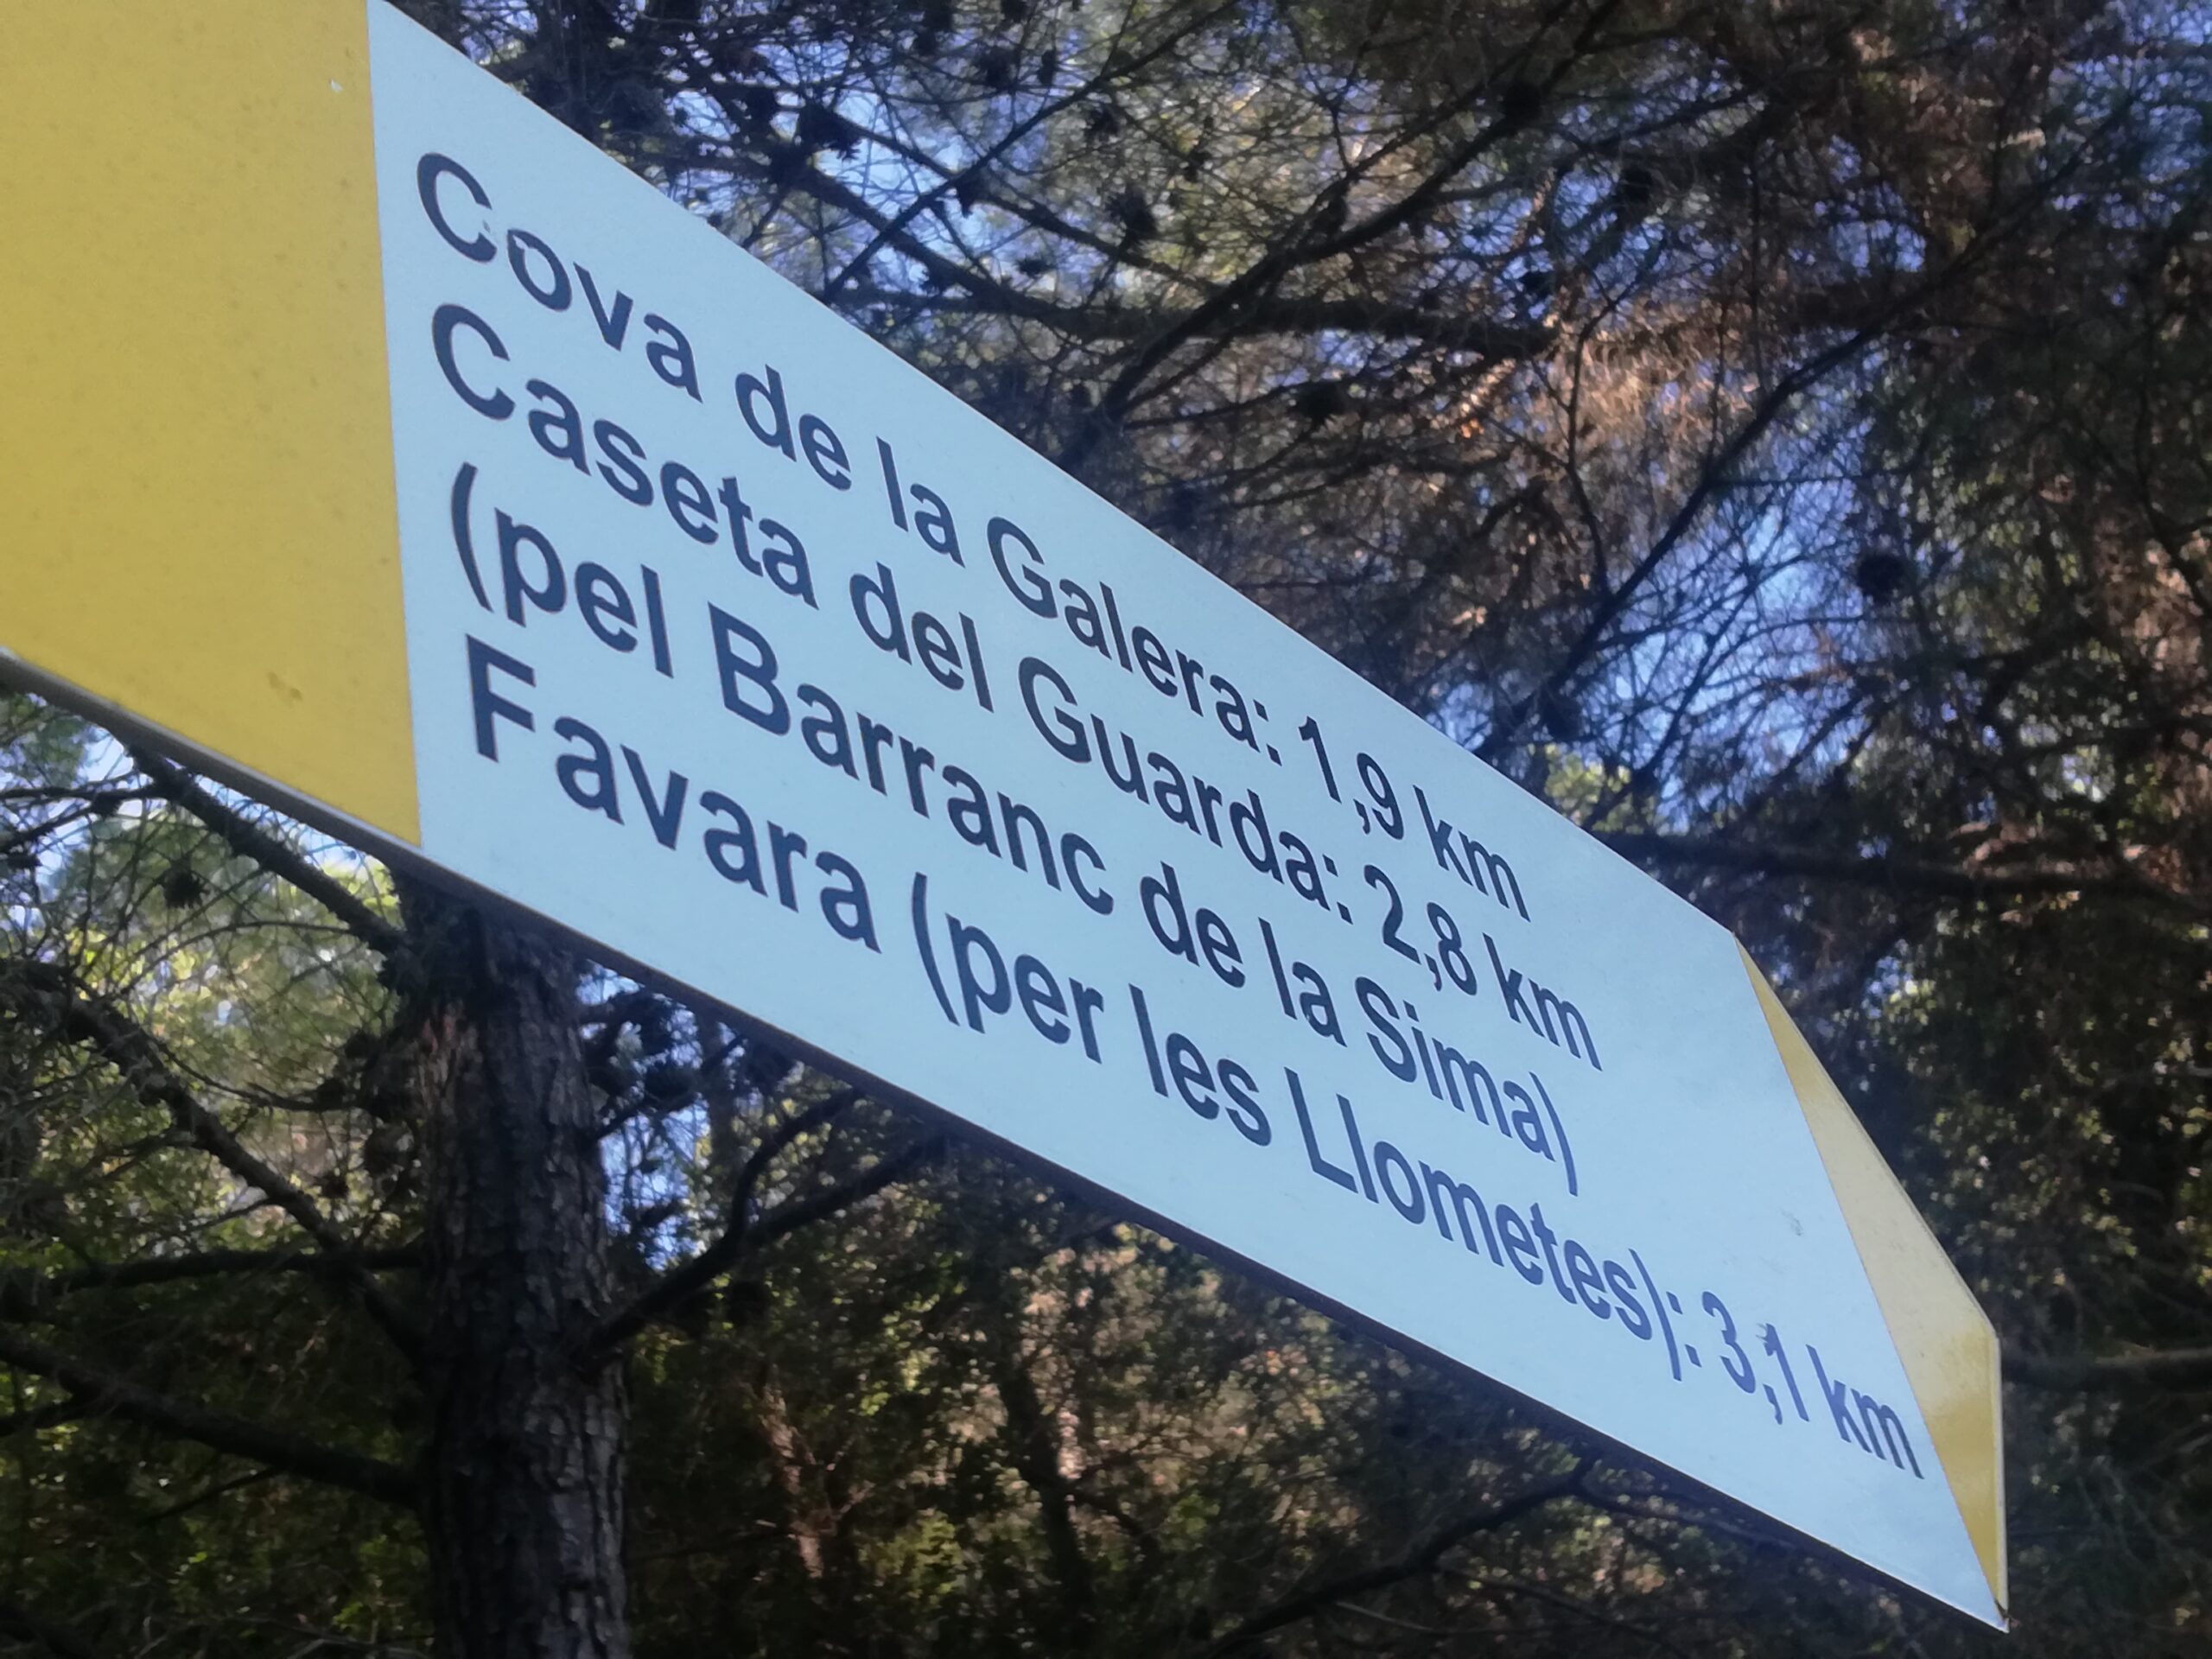 Cova de la Galera: 1,9 km
Caseta del Guarda: 2,8 km
(pel Barranc de la Sima)
Favara (per les Llometes): 3,1 km